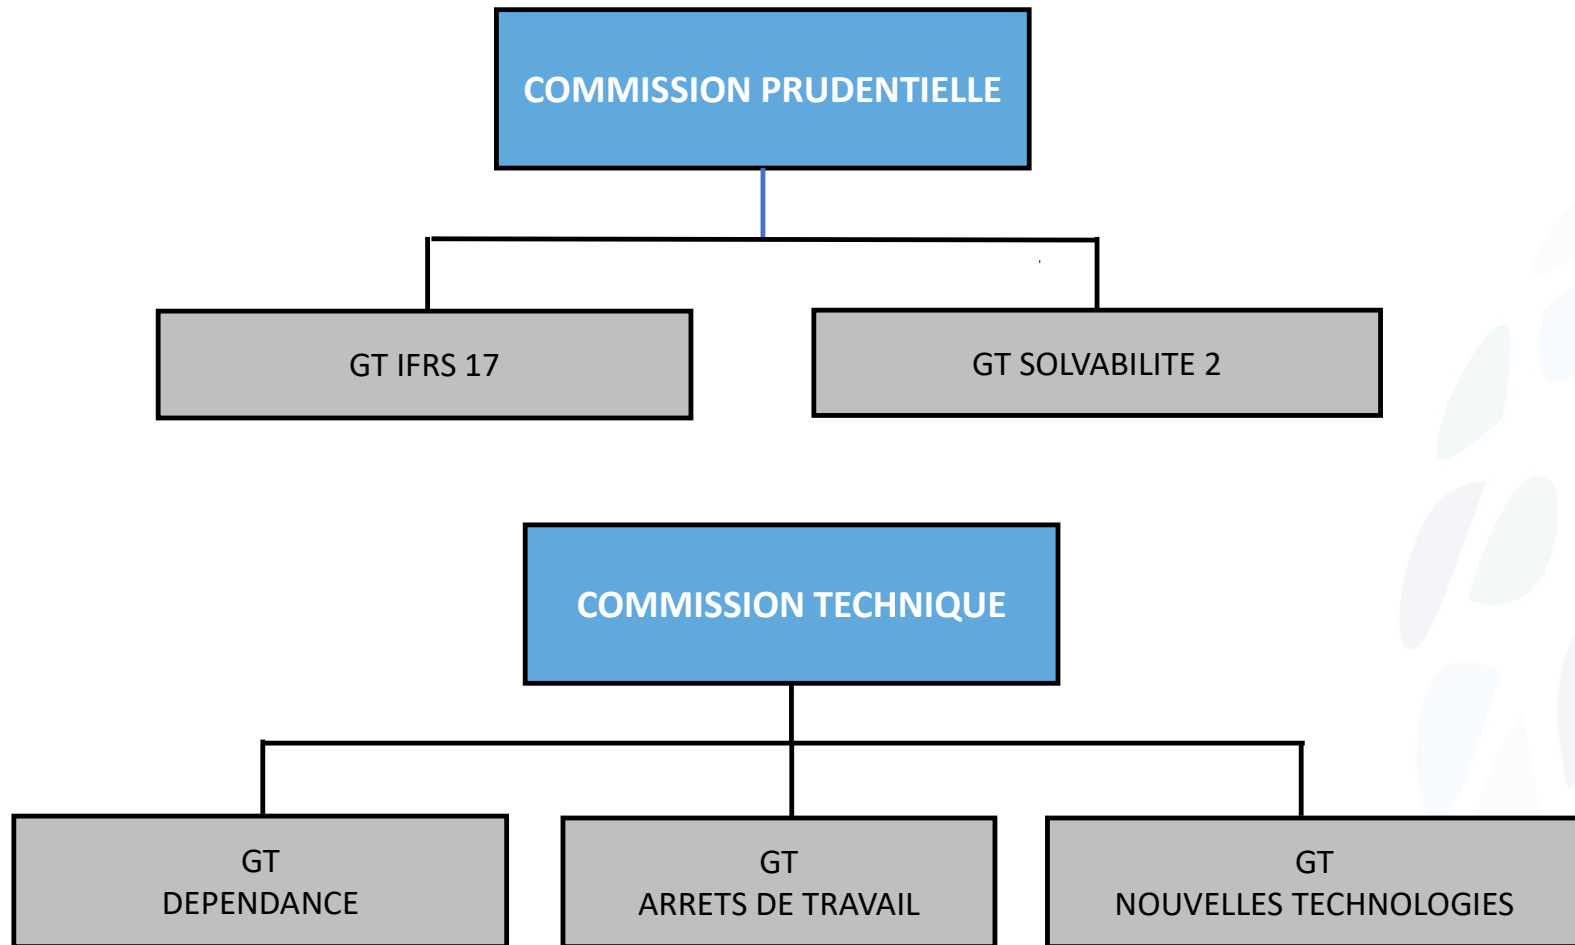 COMMISSION PRUDENTIELLE
GT IFRS 17
GT SOLVABILITE 2
COMMISSION TECHNIQUE
GT
DEPENDANCE
GT
ARRETS DE TRAVAIL
GT
NOUVELLES TECHNOLOGIES